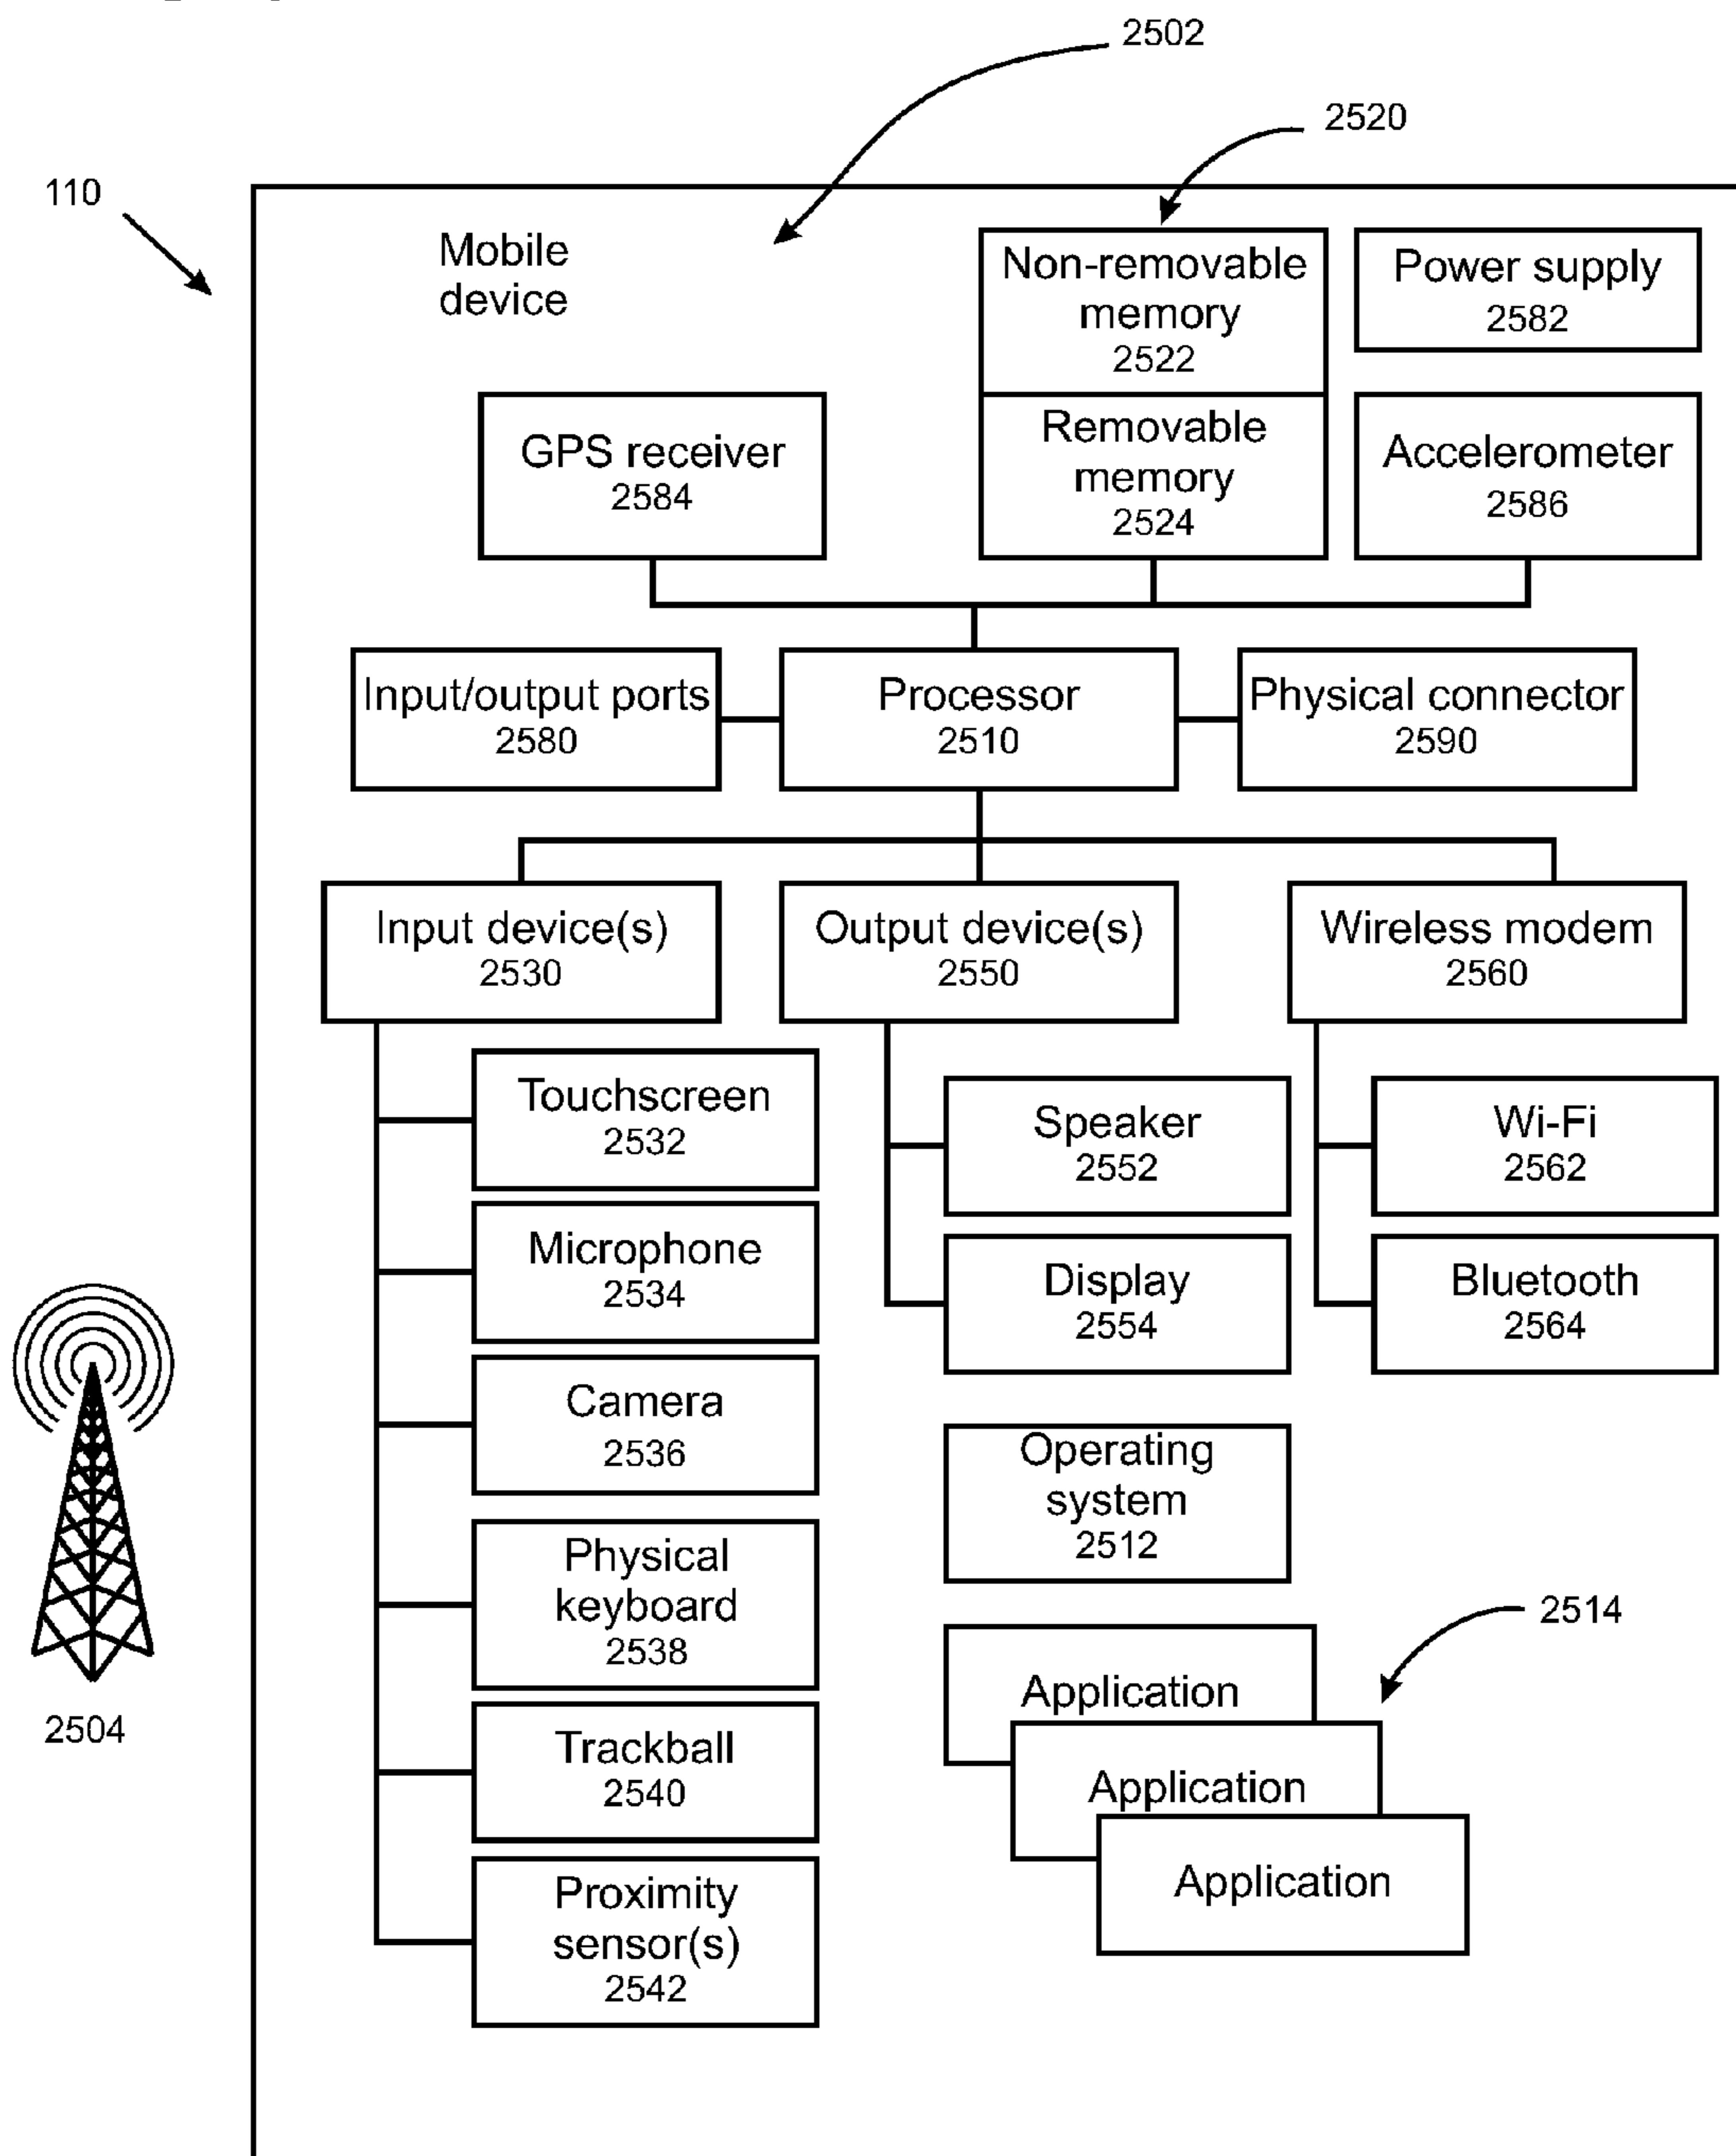 2502
2520
110
Mobile
device
Non-removable
memory
2522
Power supply
2582
GPS receiver
2584
Removable
memory
2524
Accelerometer
2586
Input/output ports
2580
Processor
2510
Physical connector
2590
Input device(s)
2530
Output device(s)
2550
Wireless modem
2560
Touchscreen
2532
Speaker
2552
Wi-Fi
2562
Microphone
2534
Display
2554
Bluetooth
2564
Camera
2536
Operating
system
2512
Physical
keyboard
2538
2514
2504
Trackball
2540
Application
Application
Application
Proximity
sensor(s)
2542